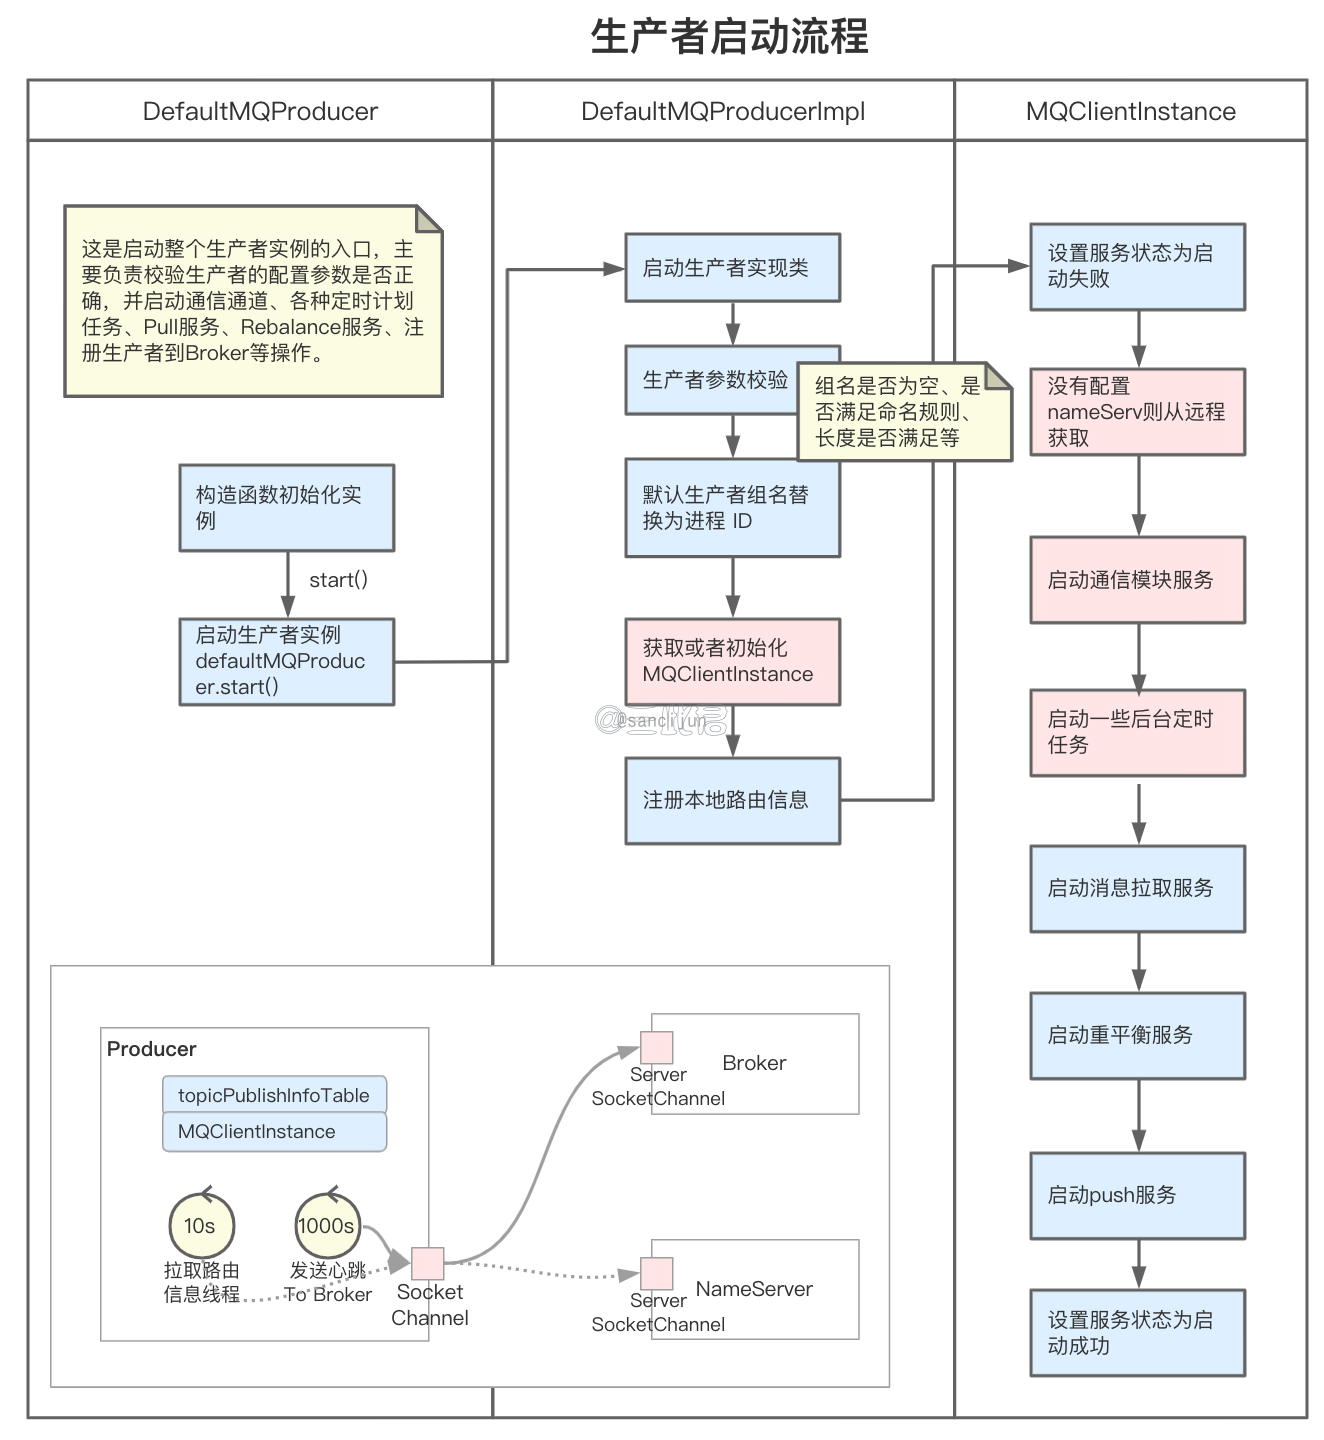 生产者启动流程
DefaultMQProducer
DefaultMQProducerImpl
MQClientInstance
这是启动整个生产者实例的入口，主
要负责校验生产者的配置参数是否正
确，并启动通信通道、各种定时计划
任务、Pull服务、Rebalance服务、注
册生产者到Broker等操作。
构造函数初始化实
例
start()
启动生产者实例
defaultMQProduc
er.start()
启动生产者实现类
生产者参数校验
组名是否为空、是
否满足命名规则、
长度是否满足等
默认生产者组名替
换为进程 ID
获取或者初始化
MQClientInstance
@sanclijun
注册本地路由信息
设置服务状态为启
动失败
没有配置
nameServ则从远程
获取
启动通信模块服务
启动一些后台定时
任务
启动消息拉取服务
启动重平衡服务
启动push服务
设置服务状态为启
动成功
Producer
topicPublishInfoTable
MQClientInstance
10s
拉取路由
信息线程
1000s
发送心跳
To Broker
Socket
Channel
Broker
Server
SocketChannel
NameServer
Server
SocketChannel